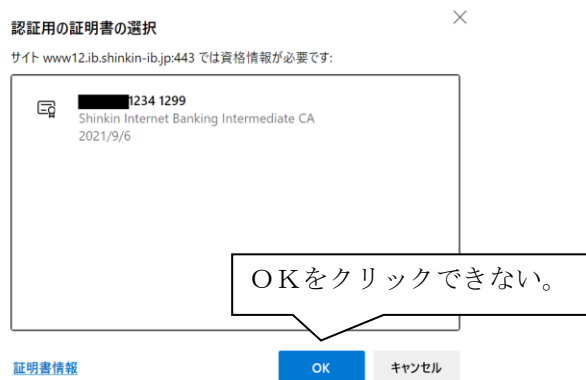 認証用の証明書の選択
サイト www12.ib.shinkin-ib.jp:443 では資格情報が必要です:
1234 1299
Shinkin Internet Banking Intermediate CA
2021/9/6
OKをクリックできない。
証明書情報
OK
キャンセル